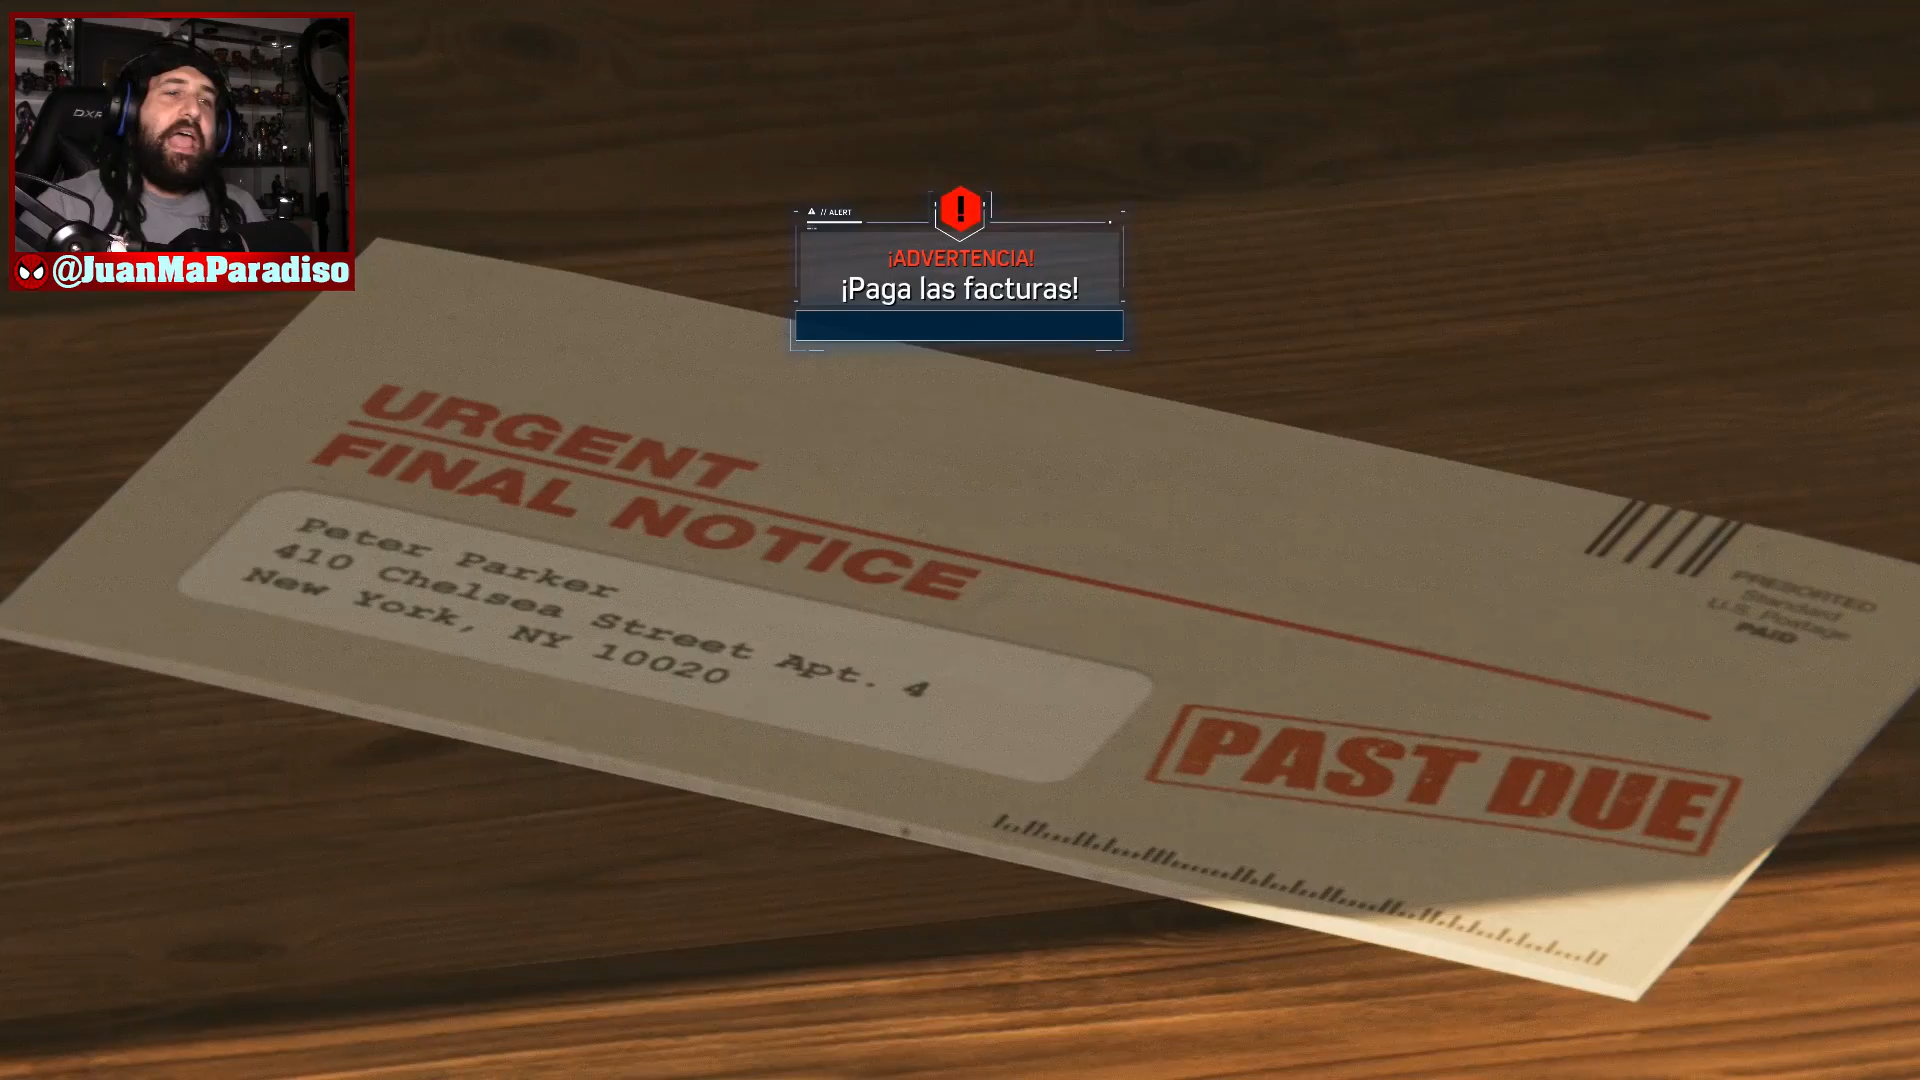 DXR
@JuanMaParadiso
// ALERT
¡ADVERTENCIA!
¡Paga las facturas!
URGENT
FINAL NOTICE
Peter Parker
410 Chelsea Street Apt. 4
New York, NY 10020
PRESORTED
Standard
U.S. Postage
PAID
PAST DUE